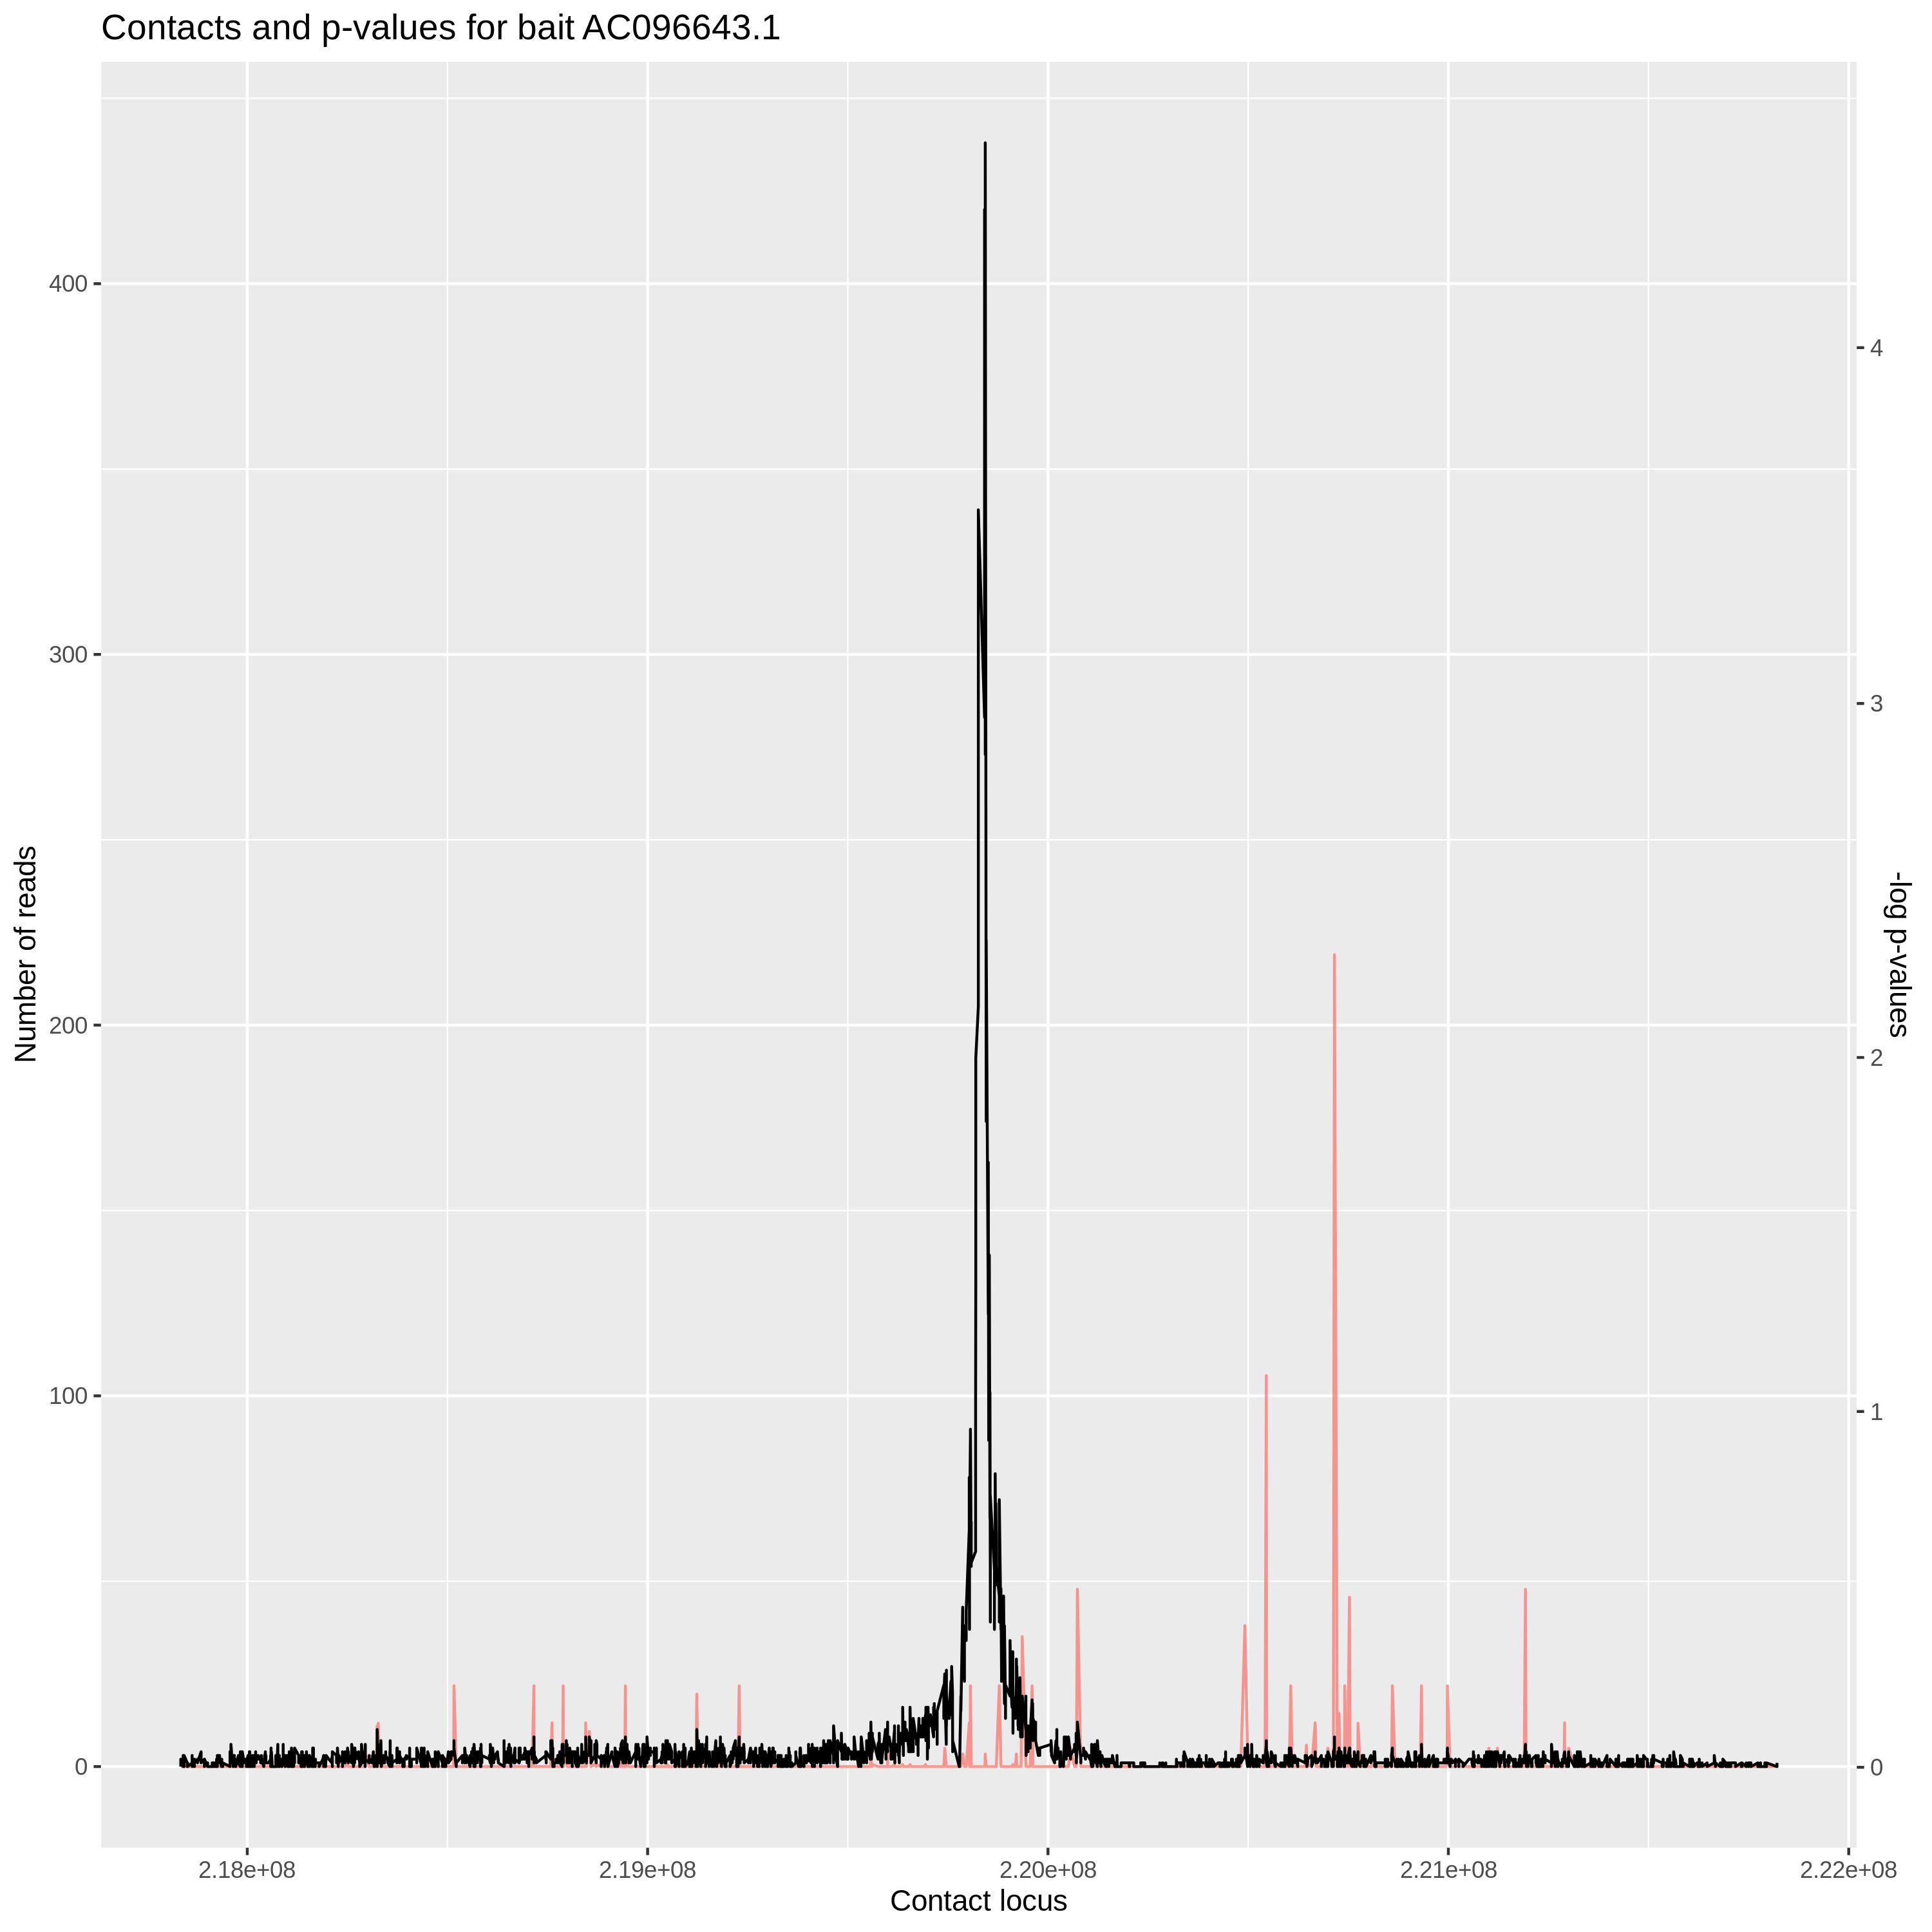 Contacts and p-values for bait AC096643.1
400
300
200
100
0
4
3
2
1
0
Number of reads
-log p-values
2.18e+08
2.19e+08
2.20e+08
2.21e+08
2.22e+08
Contact locus